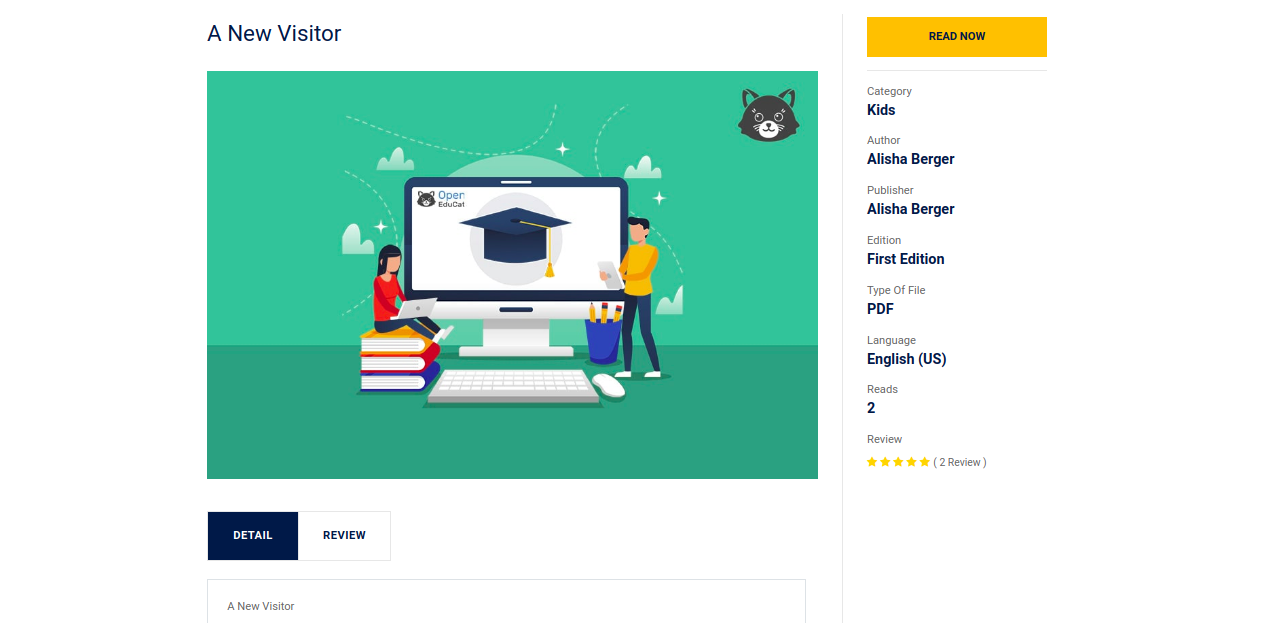 A New Visitor
Open
EduCat
DETAIL
REVIEW
A New Visitor
READ NOW
Category
Kids
Author
Alisha Berger
Publisher
Alisha Berger
Edition
First Edition
Type Of File
PDF
Language
English (US)
Reads
2
Review
( 2 Review )